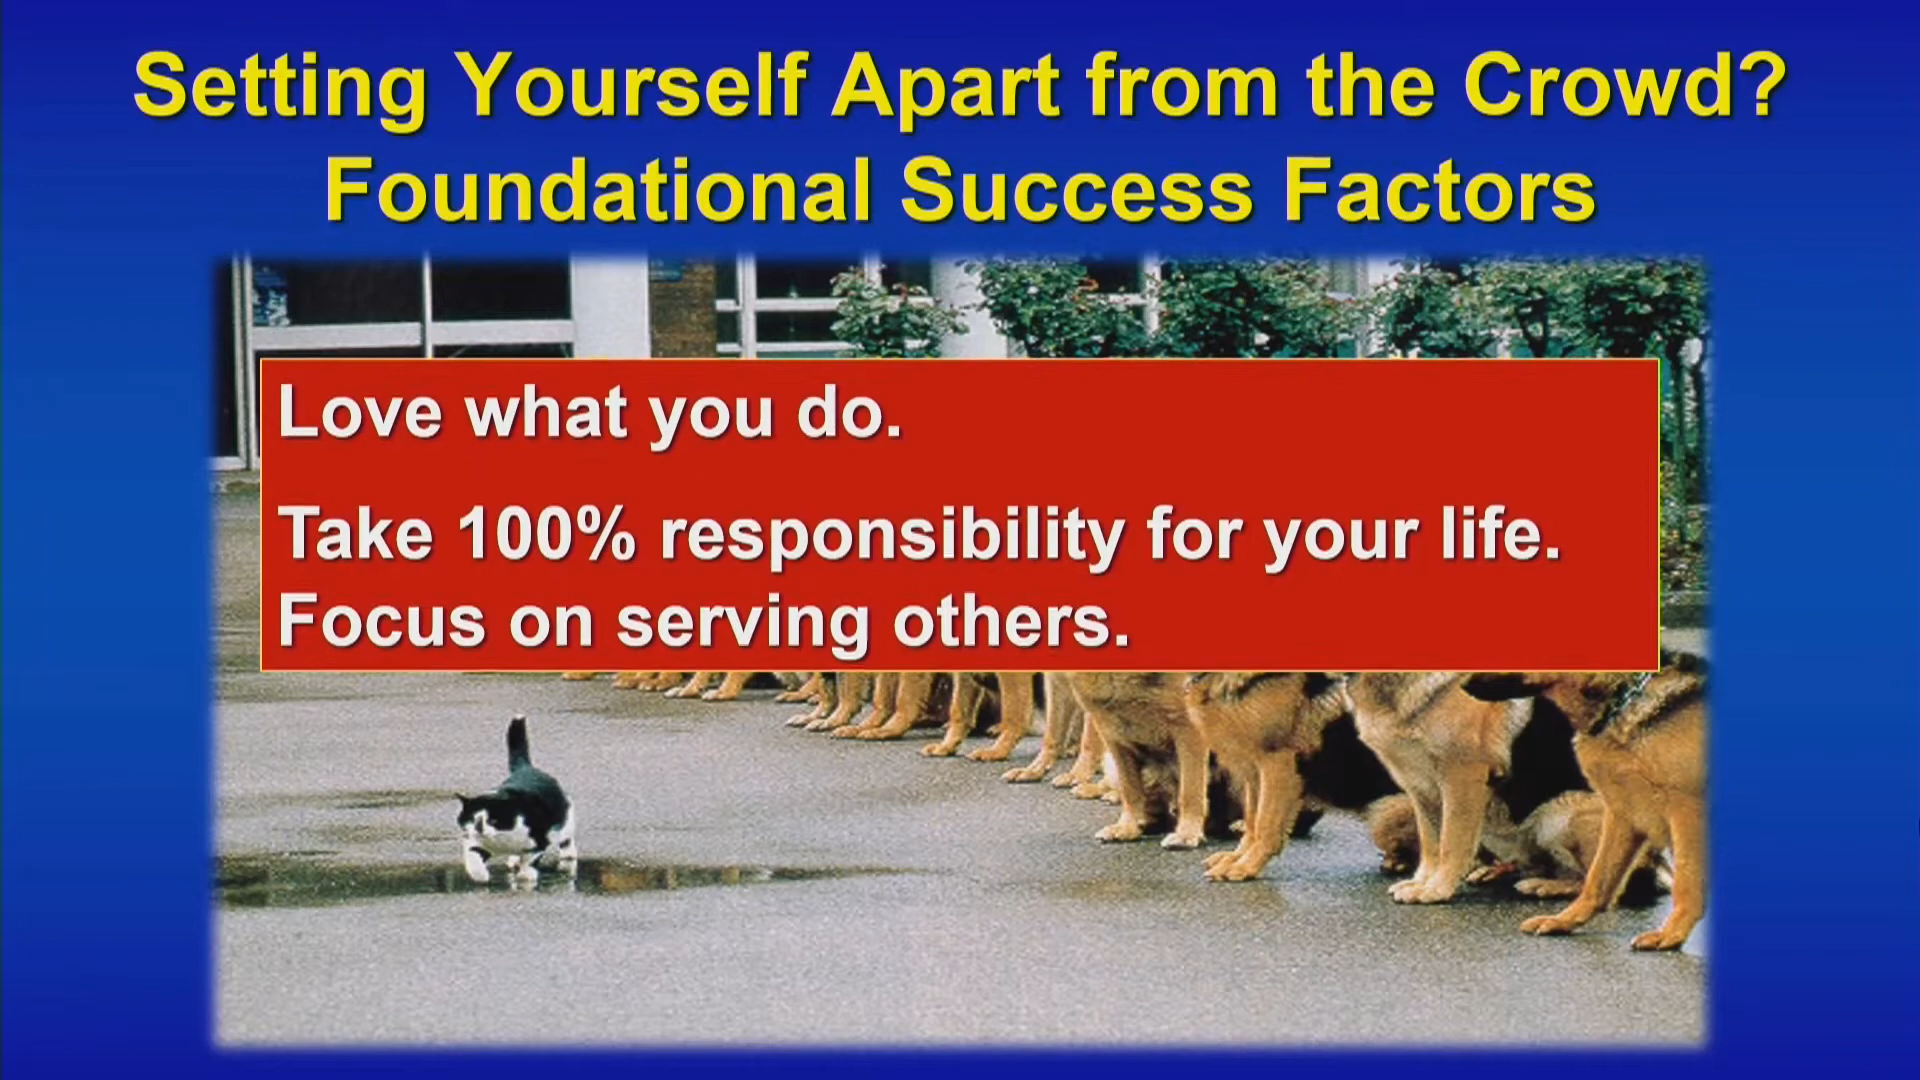 Setting Yourself Apart from the Crowd?
Foundational Success Factors
Love what you do.
Take 100% responsibility for your life.
Focus on serving others.